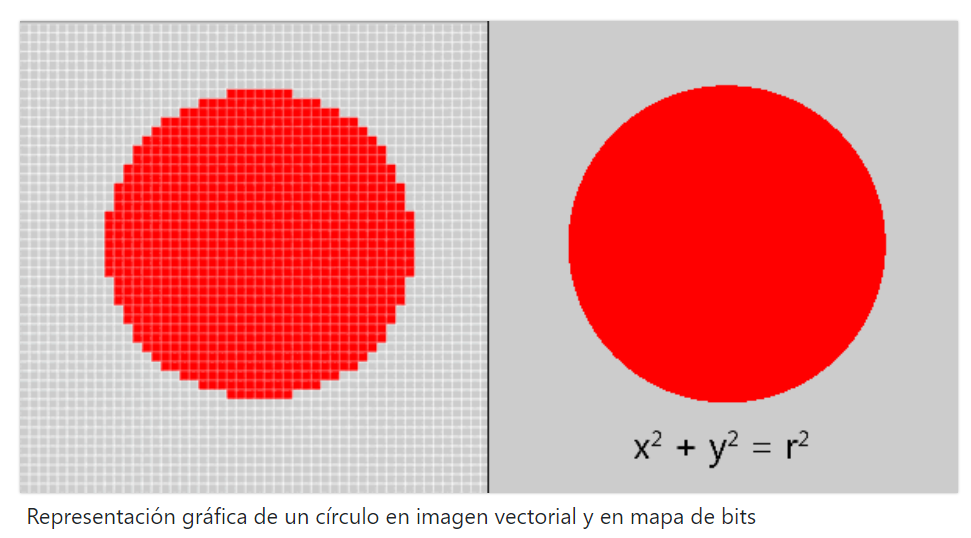 x² + y² = r²
Representación gráfica de un círculo en imagen vectorial y en mapa de bits